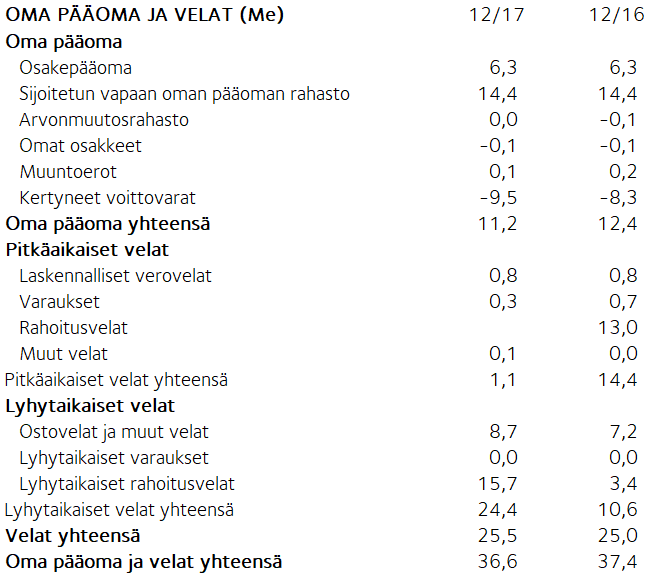 OMA PÄÄOMA JA VELAT (Me) 12/17 12/16
Oma pääoma
Osakepääoma 6,3 6,3
Sijoitetun vapaan oman pääoman rahasto 14,4 14,4
Arvonmuutosrahasto 0,0 -0,1
Omat osakkeet -0,1 -0,1
Muuntoerot 0,1 0,2
Kertyneet voittovarat -9,5 -8,3
Oma pääoma yhteensä 11,2 12,4
Pitkäaikaiset velat
Laskennalliset verovelat 0,8 0,8
Varaukset 0,3 0,7
Rahoitusvelat 13,0
Muut velat 0,1 0,0
Pitkäaikaiset velat yhteensä 1,1 14,4
Lyhytaikaiset velat
Ostovelat ja muut velat 8,7 7,2
Lyhytaikaiset varaukset 0,0 0,0
Lyhytaikaiset rahoitusvelat 15,7 3,4
Lyhytaikaiset velat yhteensä 24,4 10,6
Velat yhteensä 25,5 25,0
Oma pääoma ja velat yhteensä 36,6 37,4